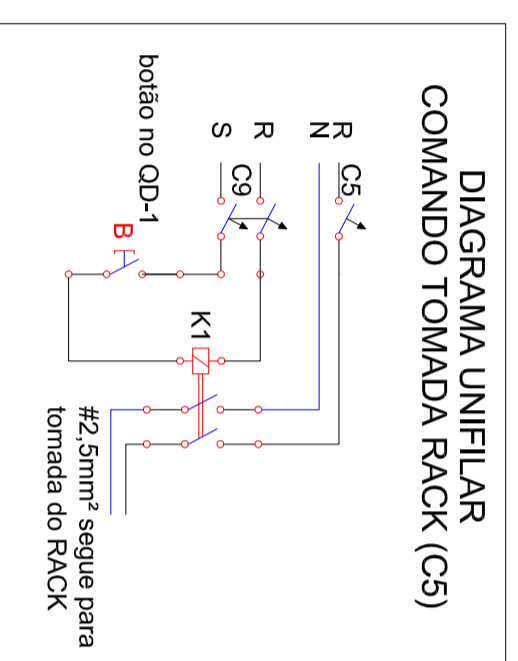 DIAGRAMA UNIFILAR
COMANDO TOMADA RACK (C5)
R
N
C5
R
S
C9
botão no QD-1
B
K1
#2,5mm² segue para
tomada do RACK